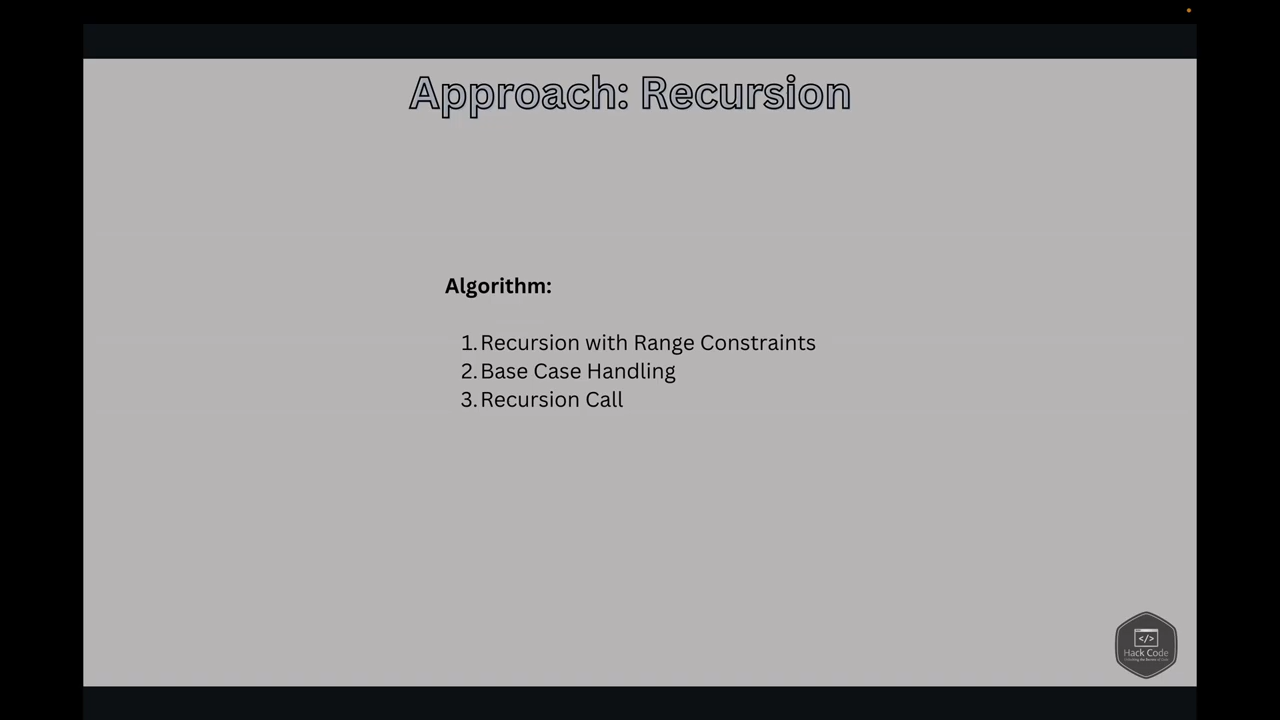 Approach: Recursion
Algorithm:
1. Recursion with Range Constraints
2. Base Case Handling
3. Recursion Call
</>
Hack Code